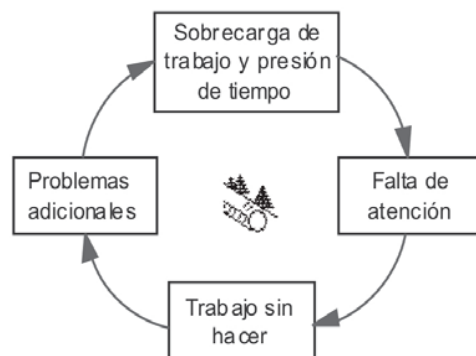 Sobrecarga de
trabajo y presión
de tiempo
Falta de
atención
Trabajo sin
hacer
Problemas
adicionales